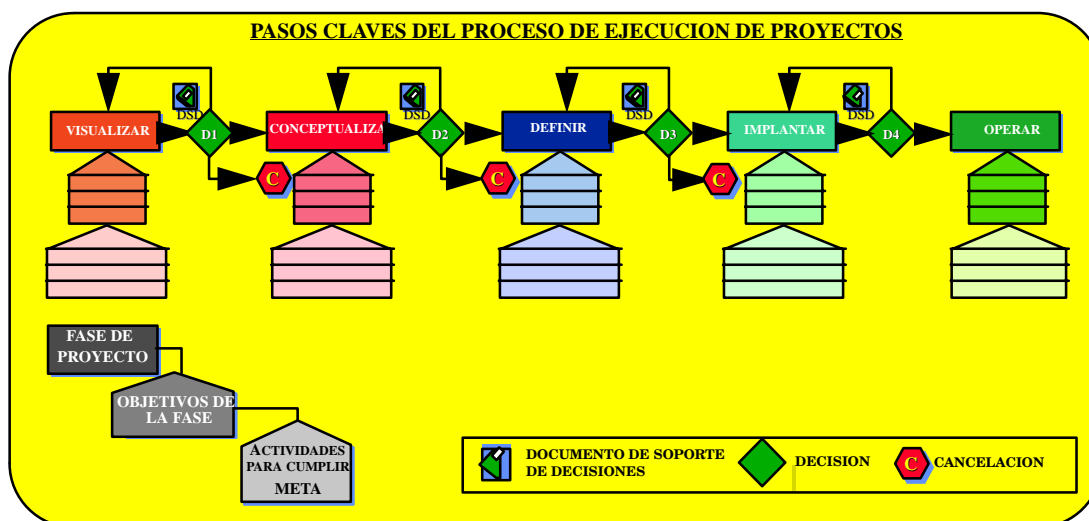 PASOS CLAVES DEL PROCESO DE EJECUCION DE PROYECTOS
DSD
DSD
DSD
DSD
VISUALIZAR
D1
CONCEPTUALIZA
D2
DEFINIR
D3
IMPLANTAR
D4
OPERAR
C
C
C
FASE DE
PROYECTO
OBJETIVOS DE
LA FASE
ACTIVIDADES
PARA CUMPLIR
META
DOCUMENTO DE SOPORTE
DE DECISIONES
DECISION
C
CANCELACION